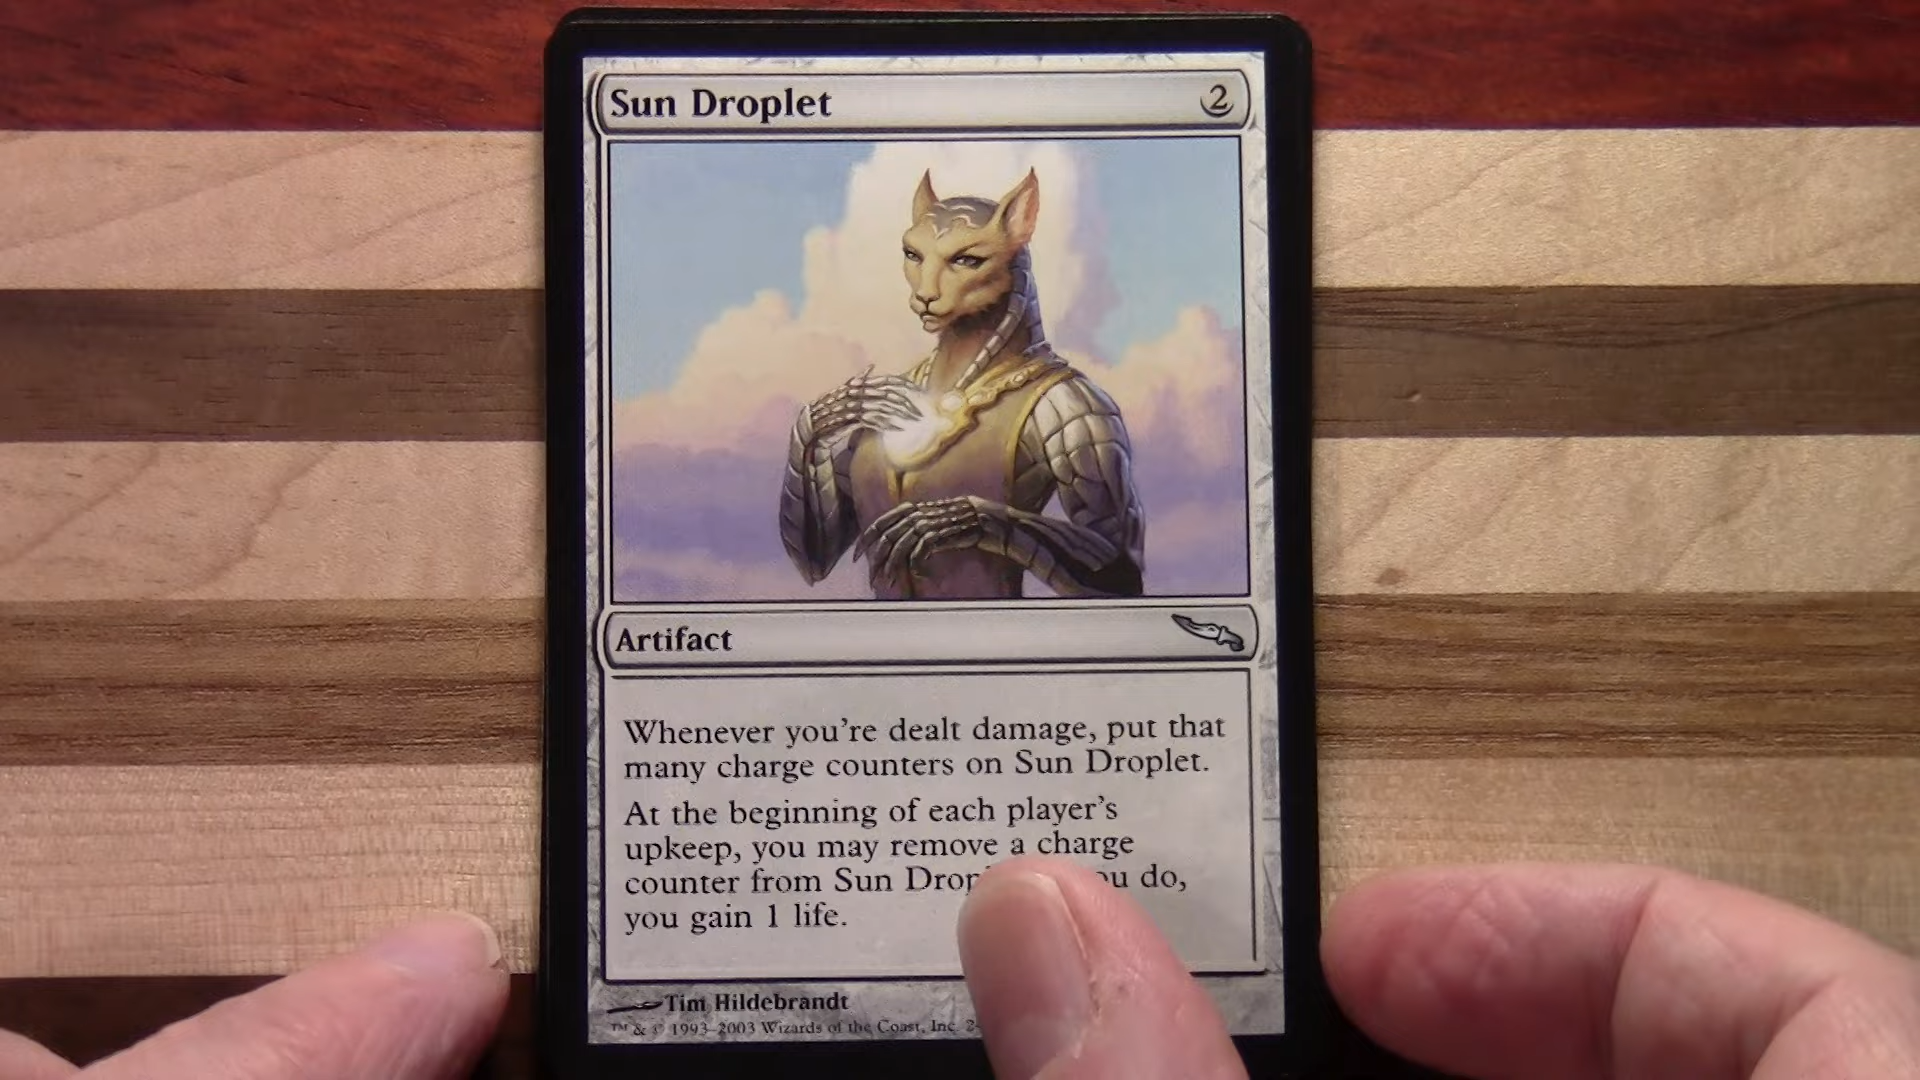 Sun Droplet 2
Artifact
Whenever you're dealt damage, put that
many charge counters on Sun Droplet.
At the beginning of each player's
upkeep, you may remove a charge
counter from Sun do,
you gain 1 life.
Tim Hildebrandt
™ & © 1993–2003 Wizards of the Coast, Inc.